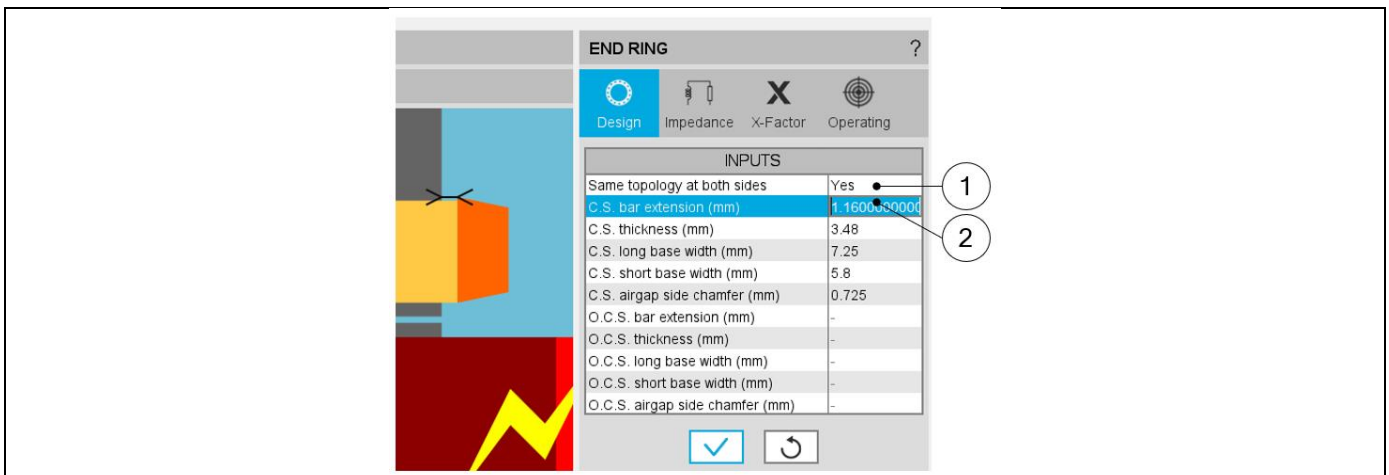 END RING ?
Design Impedance X-Factor Operating
INPUTS
Same topology at both sides Yes 1
C.S. bar extension (mm) 1.1600000000 2
C.S. thickness (mm) 3.48
C.S. long base width (mm) 7.25
C.S. short base width (mm) 5.8
C.S. airgap side chamfer (mm) 0.725
O.C.S. bar extension (mm) -
O.C.S. thickness (mm) -
O.C.S. long base width (mm) -
O.C.S. short base width (mm) -
O.C.S. airgap side chamfer (mm) -